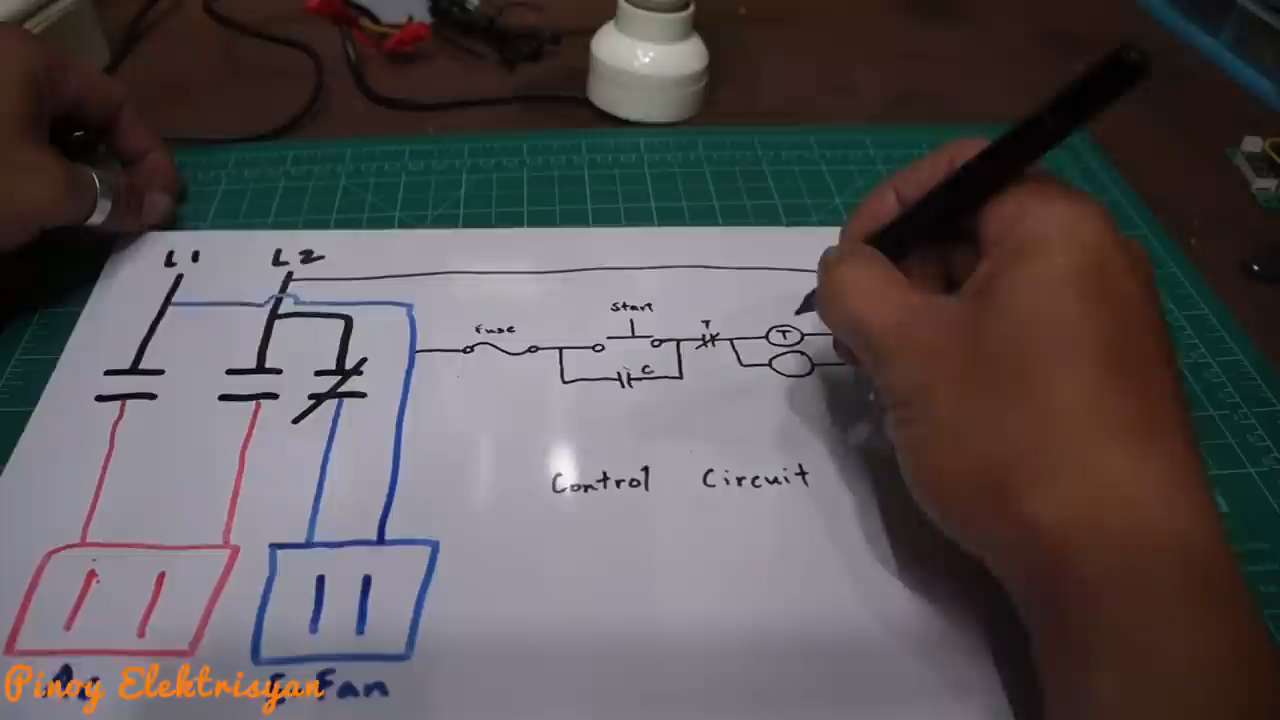 L1
L2
Start
Fuse
T
T
C
Control Circuit
Fan
Pinoy Elektrisyan